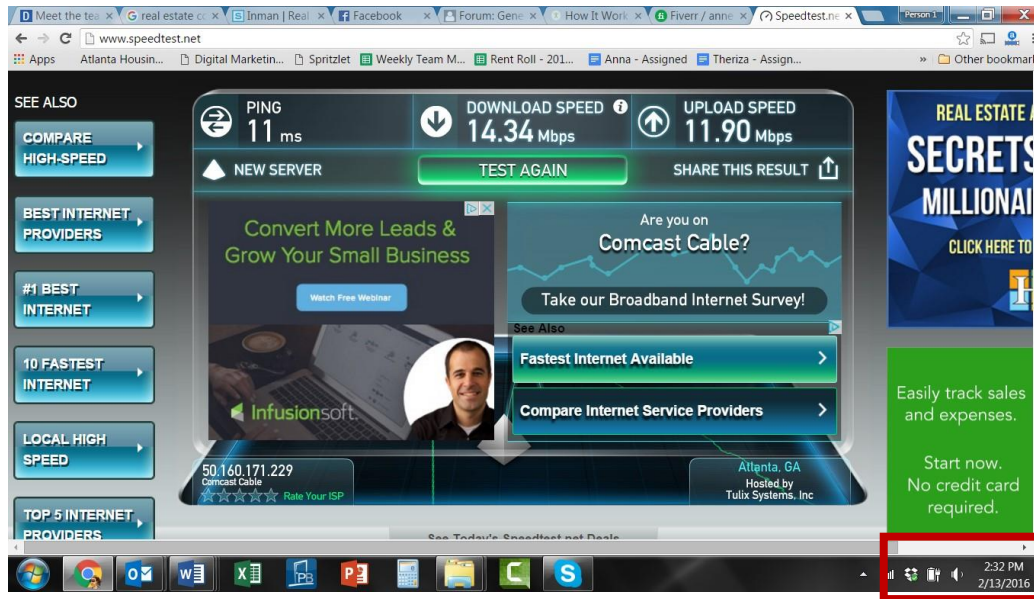 Meet the tea
real estate cc
Inman | Real
Facebook
Forum: Gene
How It Work
Fiverr / anne
Speedtest.ne
Person 1
www.speedtest.net
Apps
Atlanta Housin...
Digital Marketin...
Spritzlet
Weekly Team M...
Rent Roll - 201...
Anna - Assigned
Theriza - Assign...
»
Other bookmark
SEE ALSO
COMPARE
HIGH-SPEED
BEST INTERNET
PROVIDERS
#1 BEST
INTERNET
10 FASTEST
INTERNET
LOCAL HIGH
SPEED
TOP 5 INTERNET
PROVIDERS
PING
11 ms
DOWNLOAD SPEED
14.34 Mbps
UPLOAD SPEED
11.90 Mbps
NEW SERVER
TEST AGAIN
SHARE THIS RESULT
Convert More Leads &
Grow Your Small Business
Watch Free Webinar
Infusionsoft.
Are you on
Comcast Cable?
Take our Broadband Internet Survey!
See Also
Fastest Internet Available
Compare Internet Service Providers
50.160.171.229
Comcast Cable
Rate Your ISP
Atlanta, GA
Hosted by
Tulix Systems, Inc
See Today's Speedtest.net Deals
REAL ESTATE A
SECRETS
MILLIONAI
CLICK HERE TO
Easily track sales
and expenses.
Start now.
No credit card
required.
2:32 PM
2/13/2016